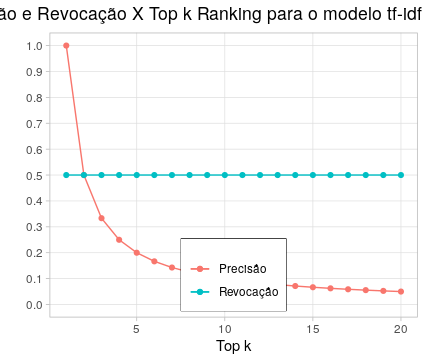 ão e Revocação X Top k Ranking para o modelo tf-idf
1.0
0.9
0.8
0.7
0.6
0.5
0.4
0.3
0.2
0.1
0.0
Precisão
Revocação
5 10 15 20
Top k